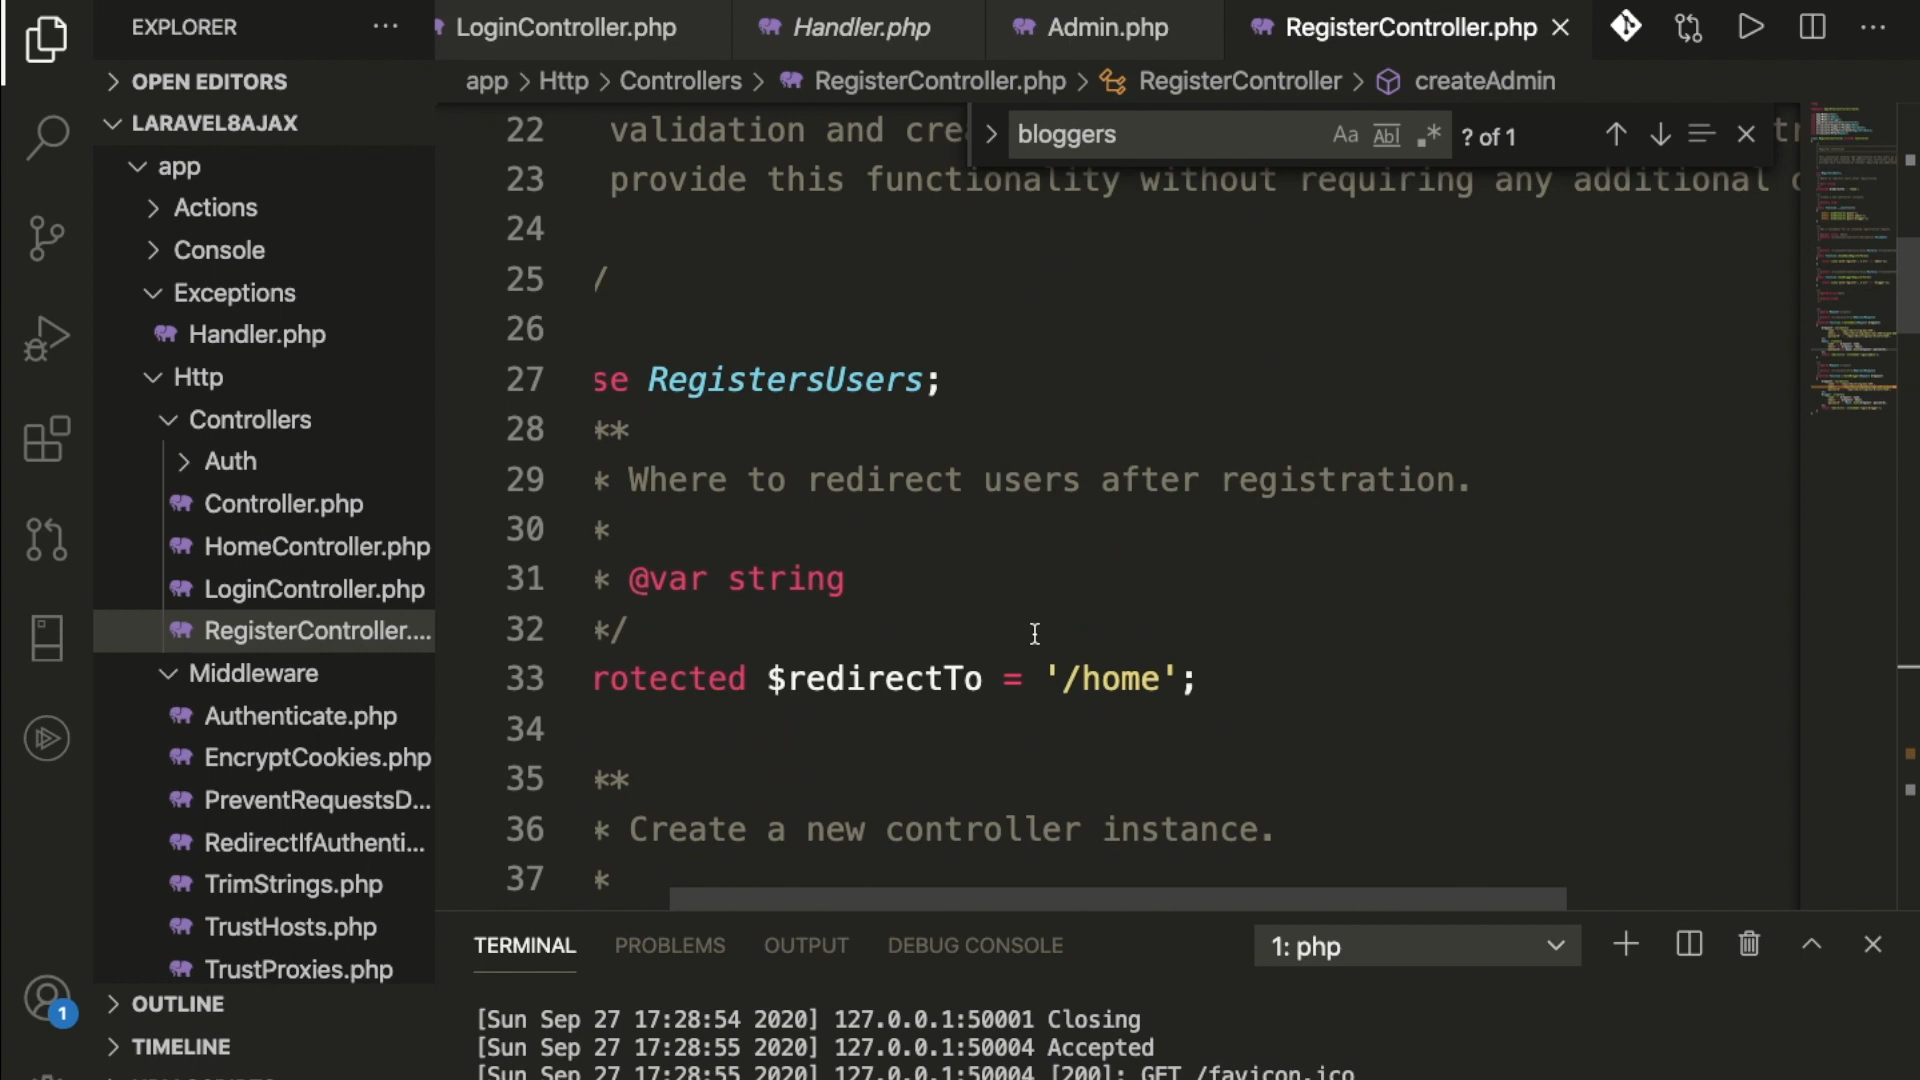 EXPLORER
LoginController.php
Handler.php
Admin.php
RegisterController.php
OPEN EDITORS
app > Http > Controllers > RegisterController.php > RegisterController > createAdmin
LARAVEL8AJAX
bloggers
Aa Abl .* ? of 1
app
Actions
Console
Exceptions
Handler.php
Http
Controllers
Auth
Controller.php
HomeController.php
LoginController.php
RegisterController....
Middleware
Authenticate.php
EncryptCookies.php
PreventRequestsD...
RedirectIfAuthenti...
TrimStrings.php
TrustHosts.php
TrustProxies.php
OUTLINE
TIMELINE
1
22 validation and cre
23 provide this functionality without requiring any additional c
24
25 /
26
27 se RegistersUsers;
28 **
29 * Where to redirect users after registration.
30 *
31 * @var string
32 */
33 rotected $redirectTo = '/home';
34
35 **
36 * Create a new controller instance.
37 *
TERMINAL PROBLEMS OUTPUT DEBUG CONSOLE
1: php
[Sun Sep 27 17:28:54 2020] 127.0.0.1:50001 Closing
[Sun Sep 27 17:28:55 2020] 127.0.0.1:50004 Accepted
[Sun Sep 27 17:28:55 2020] 127.0.0.1:50004 [200]: GET /favicon.ico